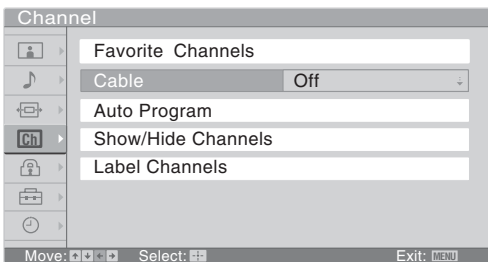 Channel
Favorite Channels
Cable Off
Auto Program
Ch Show/Hide Channels
Label Channels
Move: Select: Exit: MENU